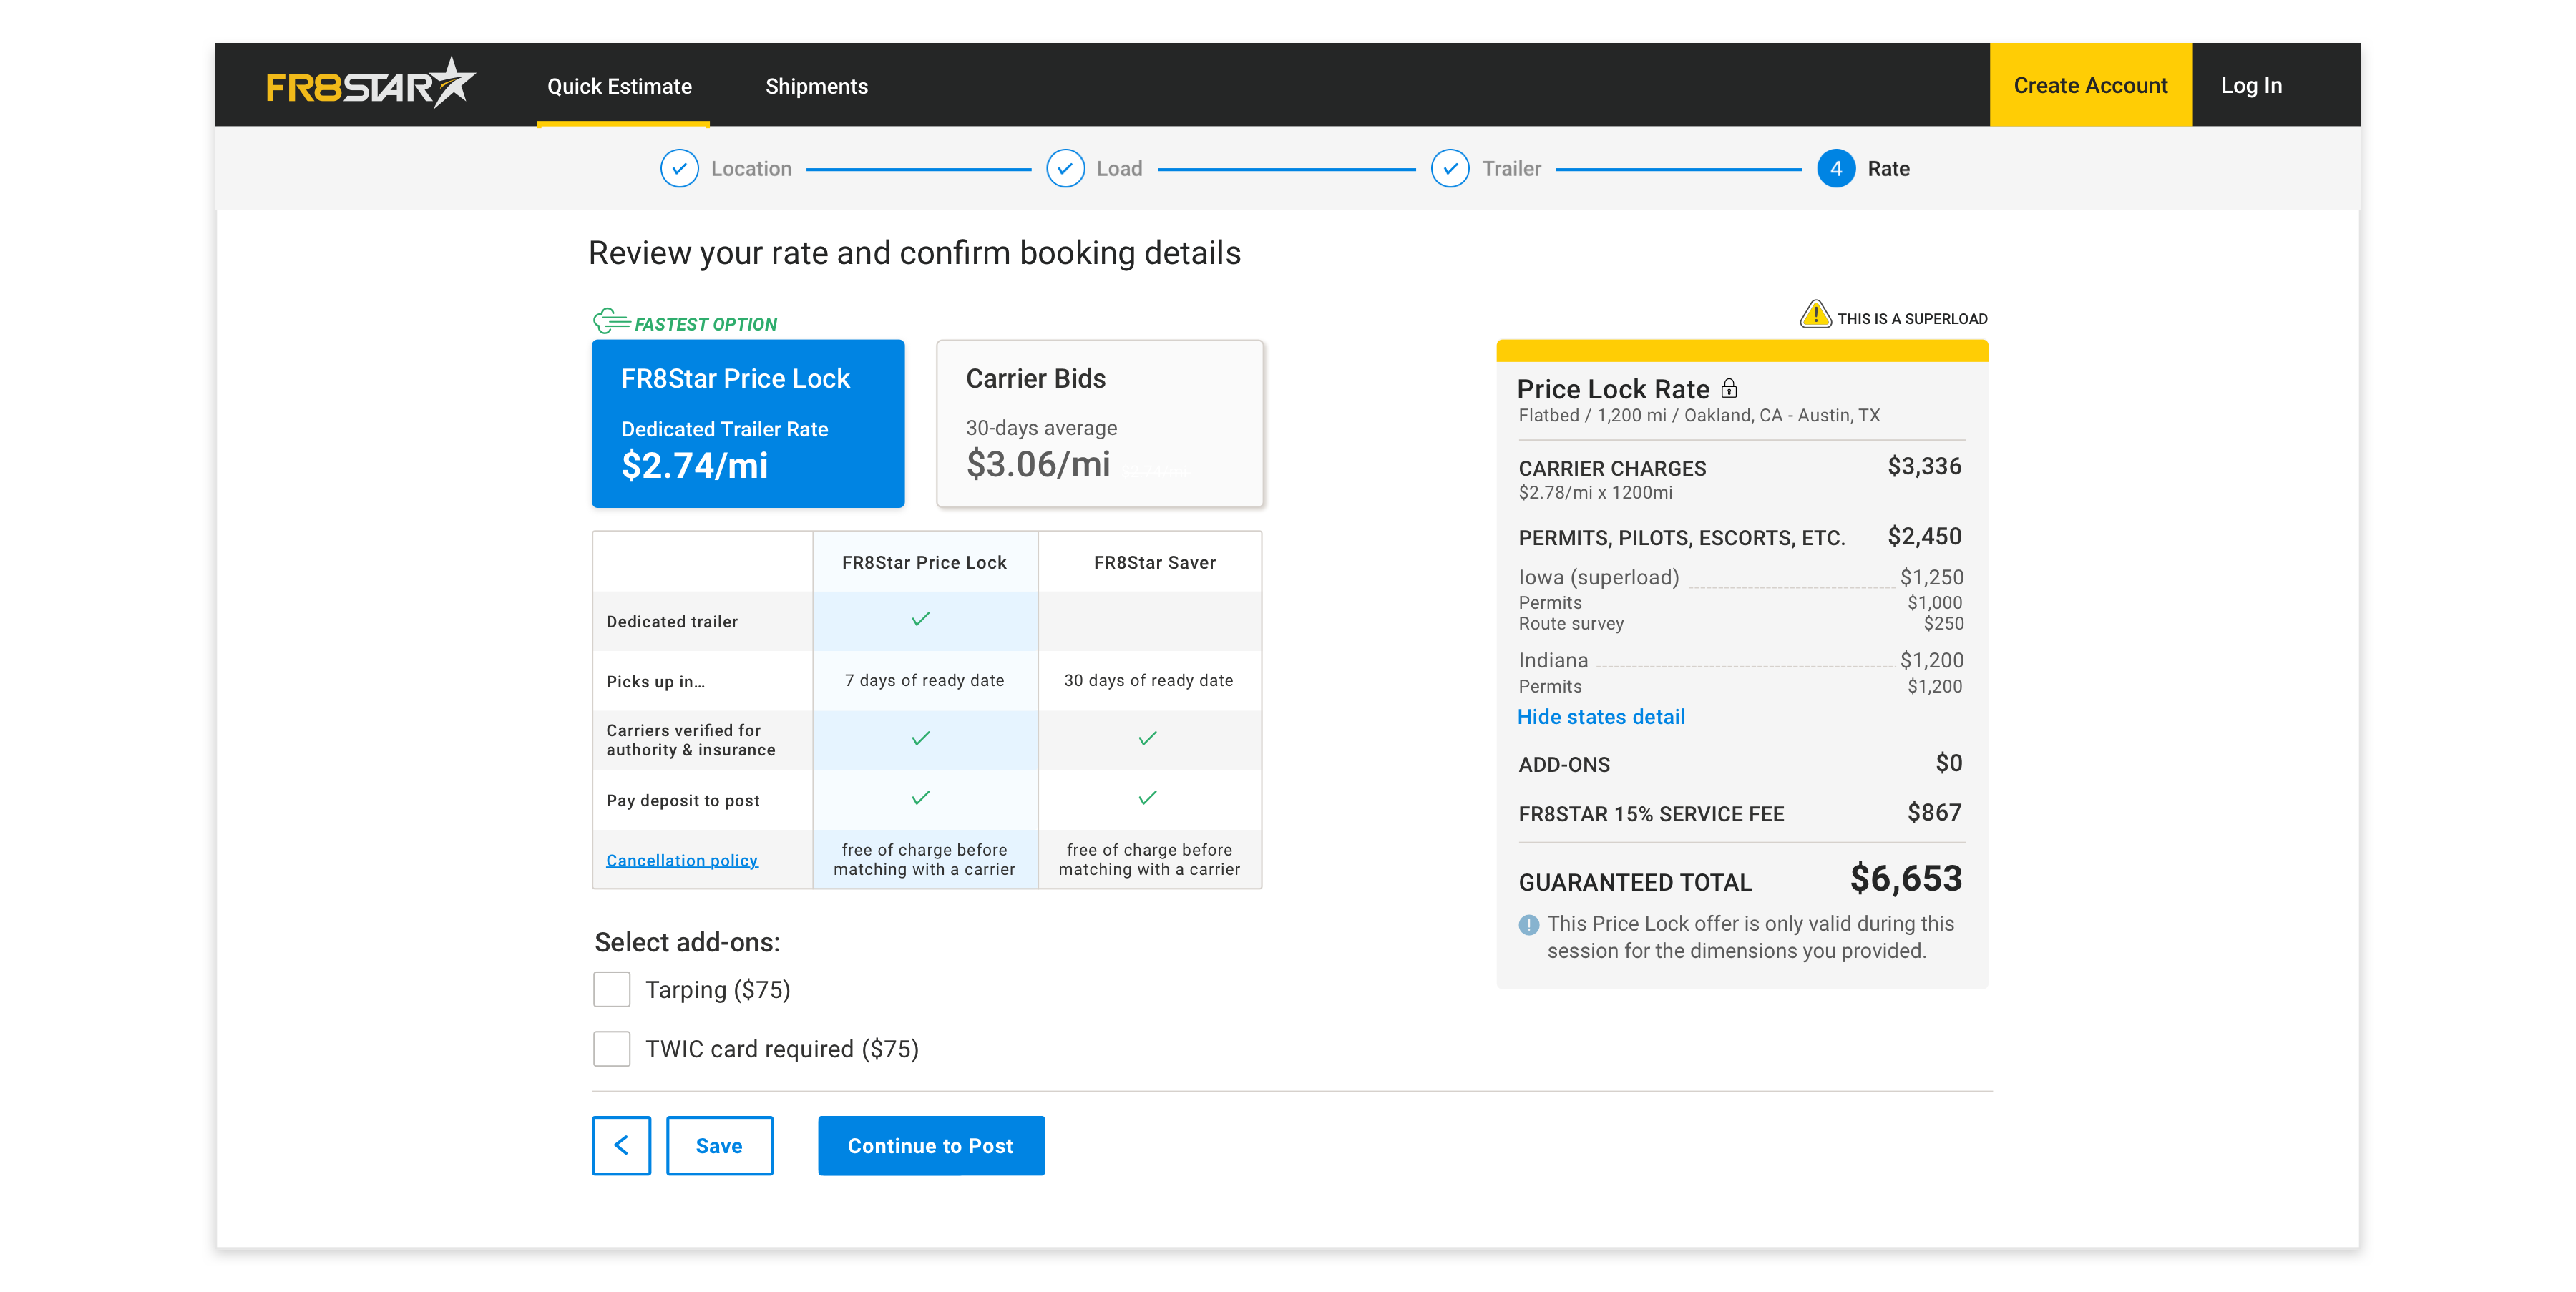 FR8STAR
Quick Estimate
Shipments
Create Account
Log In
Location
Load
Trailer
4
Rate
Review your rate and confirm booking details
FASTEST OPTION
FR8Star Price Lock
Dedicated Trailer Rate
$2.74/mi
Carrier Bids
30-days average
$3.06/mi
FR8Star Price Lock
FR8Star Saver
Dedicated trailer
Picks up in...
7 days of ready date
30 days of ready date
Carriers verified for
authority & insurance
Pay deposit to post
Cancellation policy
free of charge before
matching with a carrier
free of charge before
matching with a carrier
Select add-ons:
Tarping ($75)
TWIC card required ($75)
Save
Continue to Post
THIS IS A SUPERLOAD
Price Lock Rate
Flatbed / 1,200 mi / Oakland, CA - Austin, TX
CARRIER CHARGES $3,336
$2.78/mi x 1200mi
PERMITS, PILOTS, ESCORTS, ETC. $2,450
Iowa (superload) $1,250
Permits $1,000
Route survey $250
Indiana $1,200
Permits $1,200
Hide states detail
ADD-ONS $0
FR8STAR 15% SERVICE FEE $867
GUARANTEED TOTAL $6,653
This Price Lock offer is only valid during this
session for the dimensions you provided.